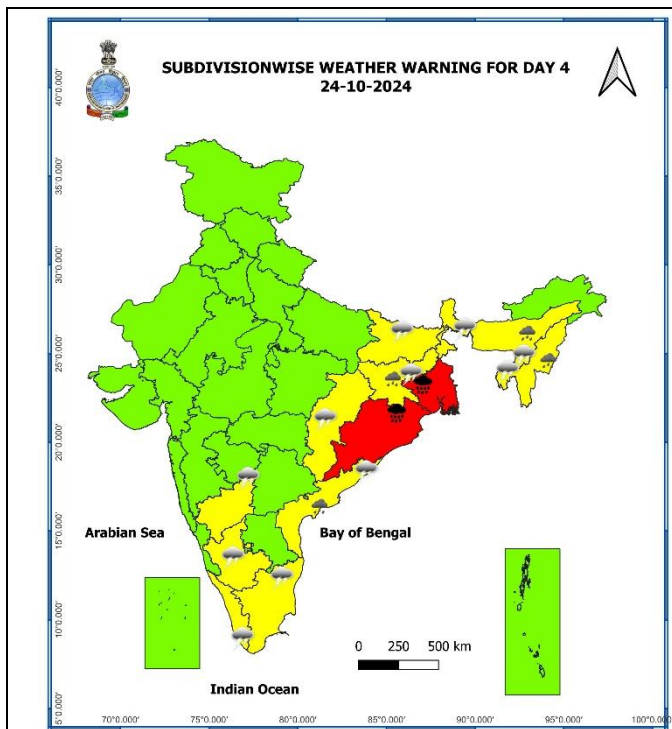 SUBDIVISIONWISE WEATHER WARNING FOR DAY 4
24-10-2024
40°0.000'
35°0.000'
30°0.000'
25°0.000'
20°0.000'
15°0.000'
10°0.000'
5°0.000'
Arabian Sea
Bay of Bengal
0 250 500 km
Indian Ocean
70°0.000' 75°0.000' 80°0.000' 85°0.000' 90°0.000' 95°0.000'